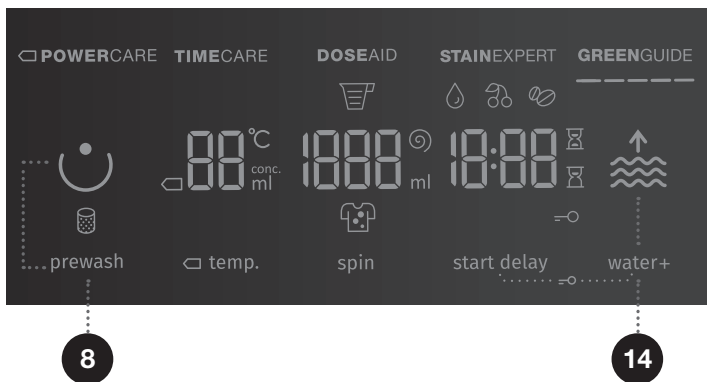 POWERCARE TIMECARE DOSEAID STAINEXPERT GREENGUIDE
88 °C conc. ml 1888 ml 18:88
prewash temp. spin start delay water+
8 14